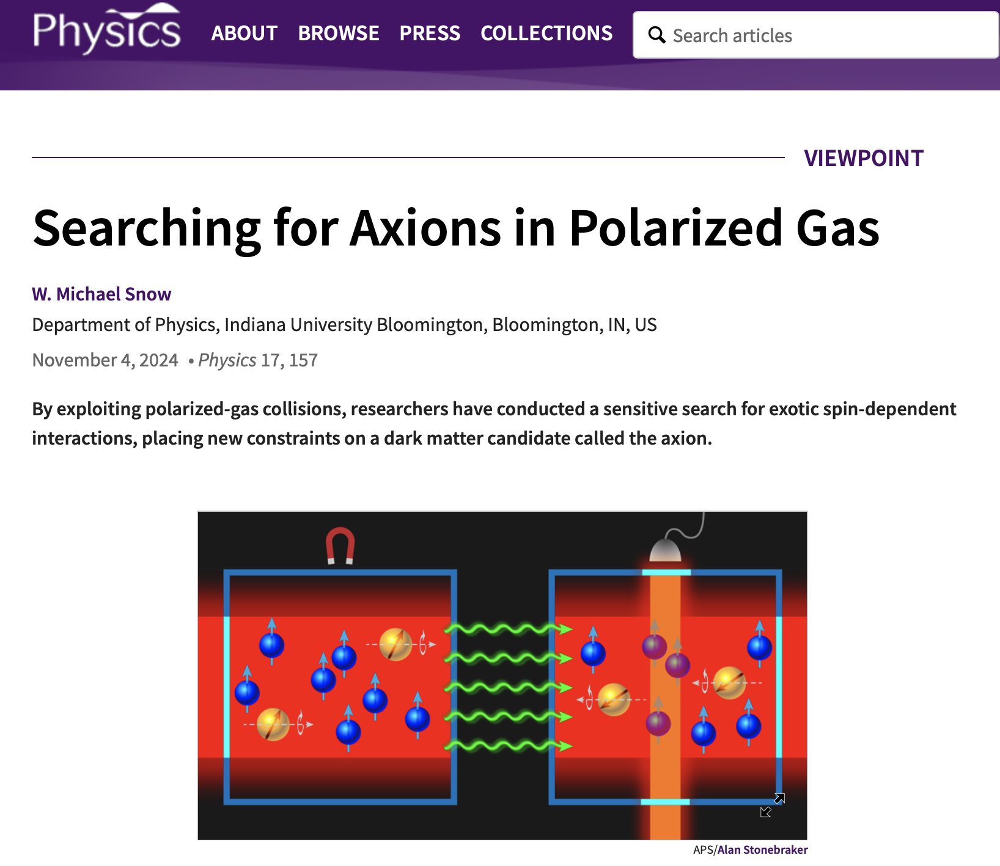 Physics ABOUT BROWSE PRESS COLLECTIONS Search articles
VIEWPOINT
Searching for Axions in Polarized Gas
W. Michael Snow
Department of Physics, Indiana University Bloomington, Bloomington, IN, US
November 4, 2024 • Physics 17, 157
By exploiting polarized-gas collisions, researchers have conducted a sensitive search for exotic spin-dependent
interactions, placing new constraints on a dark matter candidate called the axion.
APS/Alan Stonebraker